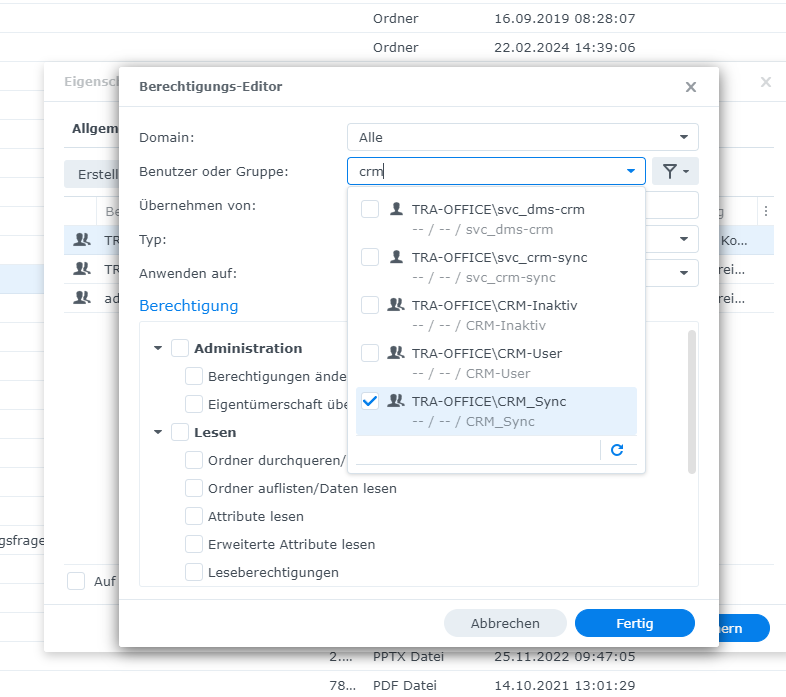 Ordner 16.09.2019 08:28:07
Ordner 22.02.2024 14:39:06
Berechtigungs-Editor
Domain: Alle
Benutzer oder Gruppe: crm
TRA-OFFICE\svc_dms-crm
-- / -- / svc_dms-crm
TRA-OFFICE\svc_crm-sync
-- / -- / svc_crm-sync
TRA-OFFICE\CRM-Inaktiv
-- / -- / CRM-Inaktiv
TRA-OFFICE\CRM-User
-- / -- / CRM-User
TRA-OFFICE\CRM_Sync
-- / -- / CRM_Sync
Übernehmen von:
Typ:
Anwenden auf:
Berechtigung
Administration
Berechtigungen ände
Eigentümerschaft übe
Lesen
Ordner durchqueren/
Ordner auflisten/Daten lesen
Attribute lesen
Erweiterte Attribute lesen
Leseberechtigungen
Abbrechen Fertig
Eigensch
Allgem
Erstell
Be
TR Ko...
TR rei...
ad rei...
gsfrage
Auf
nern
2.... PPTX Datei 25.11.2022 09:47:05
78... PDF Datei 14.10.2021 13:01:29